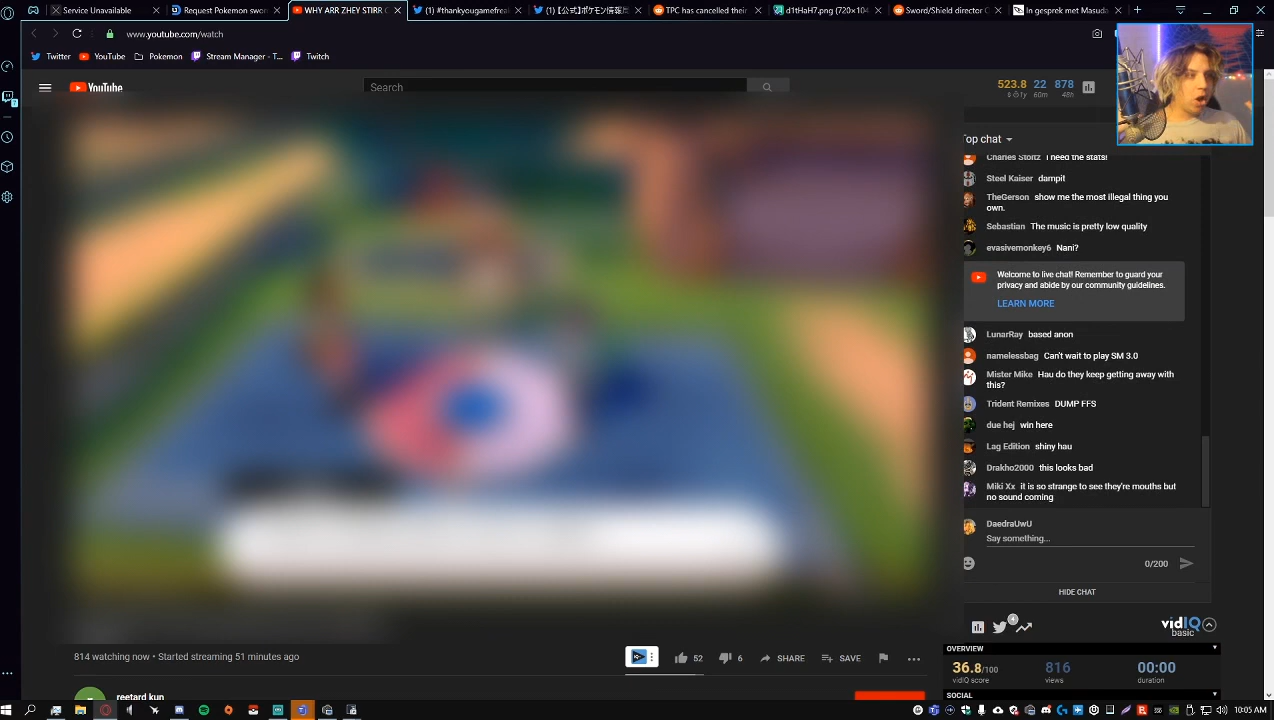 Service Unavailable
Request Pokemon swor
WHY ARR ZHEY STIRR C
(1) #thankyougamefreak
(1) 【公式】ポケモン情報局
TPC has cancelled their
d1tHaH7.png (720×104
Sword/Shield director C
In gesprek met Masuda
www.youtube.com/watch
Twitter
YouTube
Pokemon
Stream Manager - T...
Twitch
YouTube
Search
523.8 22 878
1y 60m 48h
Top chat
Charles Stoltz I need the stats!
Steel Kaiser dampit
TheGerson show me the most illegal thing you
own.
Sebastian The music is pretty low quality
evasivemonkey6 Nani?
Welcome to live chat! Remember to guard your
privacy and abide by our community guidelines.
LEARN MORE
LunarRay based anon
namelessbag Can't wait to play SM 3.0
Mister Mike Hau do they keep getting away with
this?
Trident Remixes DUMP FFS
due hej win here
Lag Edition shiny hau
Drakho2000 this looks bad
Miki Xx it is so strange to see they're mouths but
no sound coming
DaedraUwU
Say something...
0/200
HIDE CHAT
4
vidIQ
basic
814 watching now • Started streaming 51 minutes ago
52
6
SHARE
SAVE
OVERVIEW
36.8/100 816 00:00
vidIQ score views duration
SOCIAL
reetard kun
10:05 AM